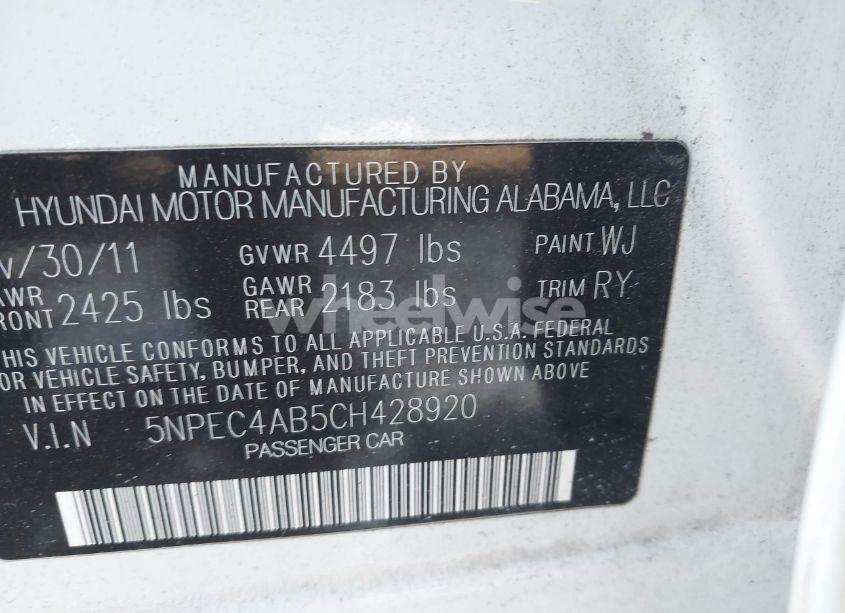 MANUFACTURED BY
HYUNDAI MOTOR MANUFACTURING ALABAMA, LLC
/30/11 GVWR 4497 lbs PAINT WJ
AWR FRONT 2425 lbs GAWR REAR 2183 lbs TRIM RY
wheelwise
HIS VEHICLE CONFORMS TO ALL APPLICABLE U.S.A. FEDERAL
OR VEHICLE SAFETY, BUMPER, AND THEFT PREVENTION STANDARDS
IN EFFECT ON THE DATE OF MANUFACTURE SHOWN ABOVE
V.I.N 5NPEC4AB5CH428920
PASSENGER CAR